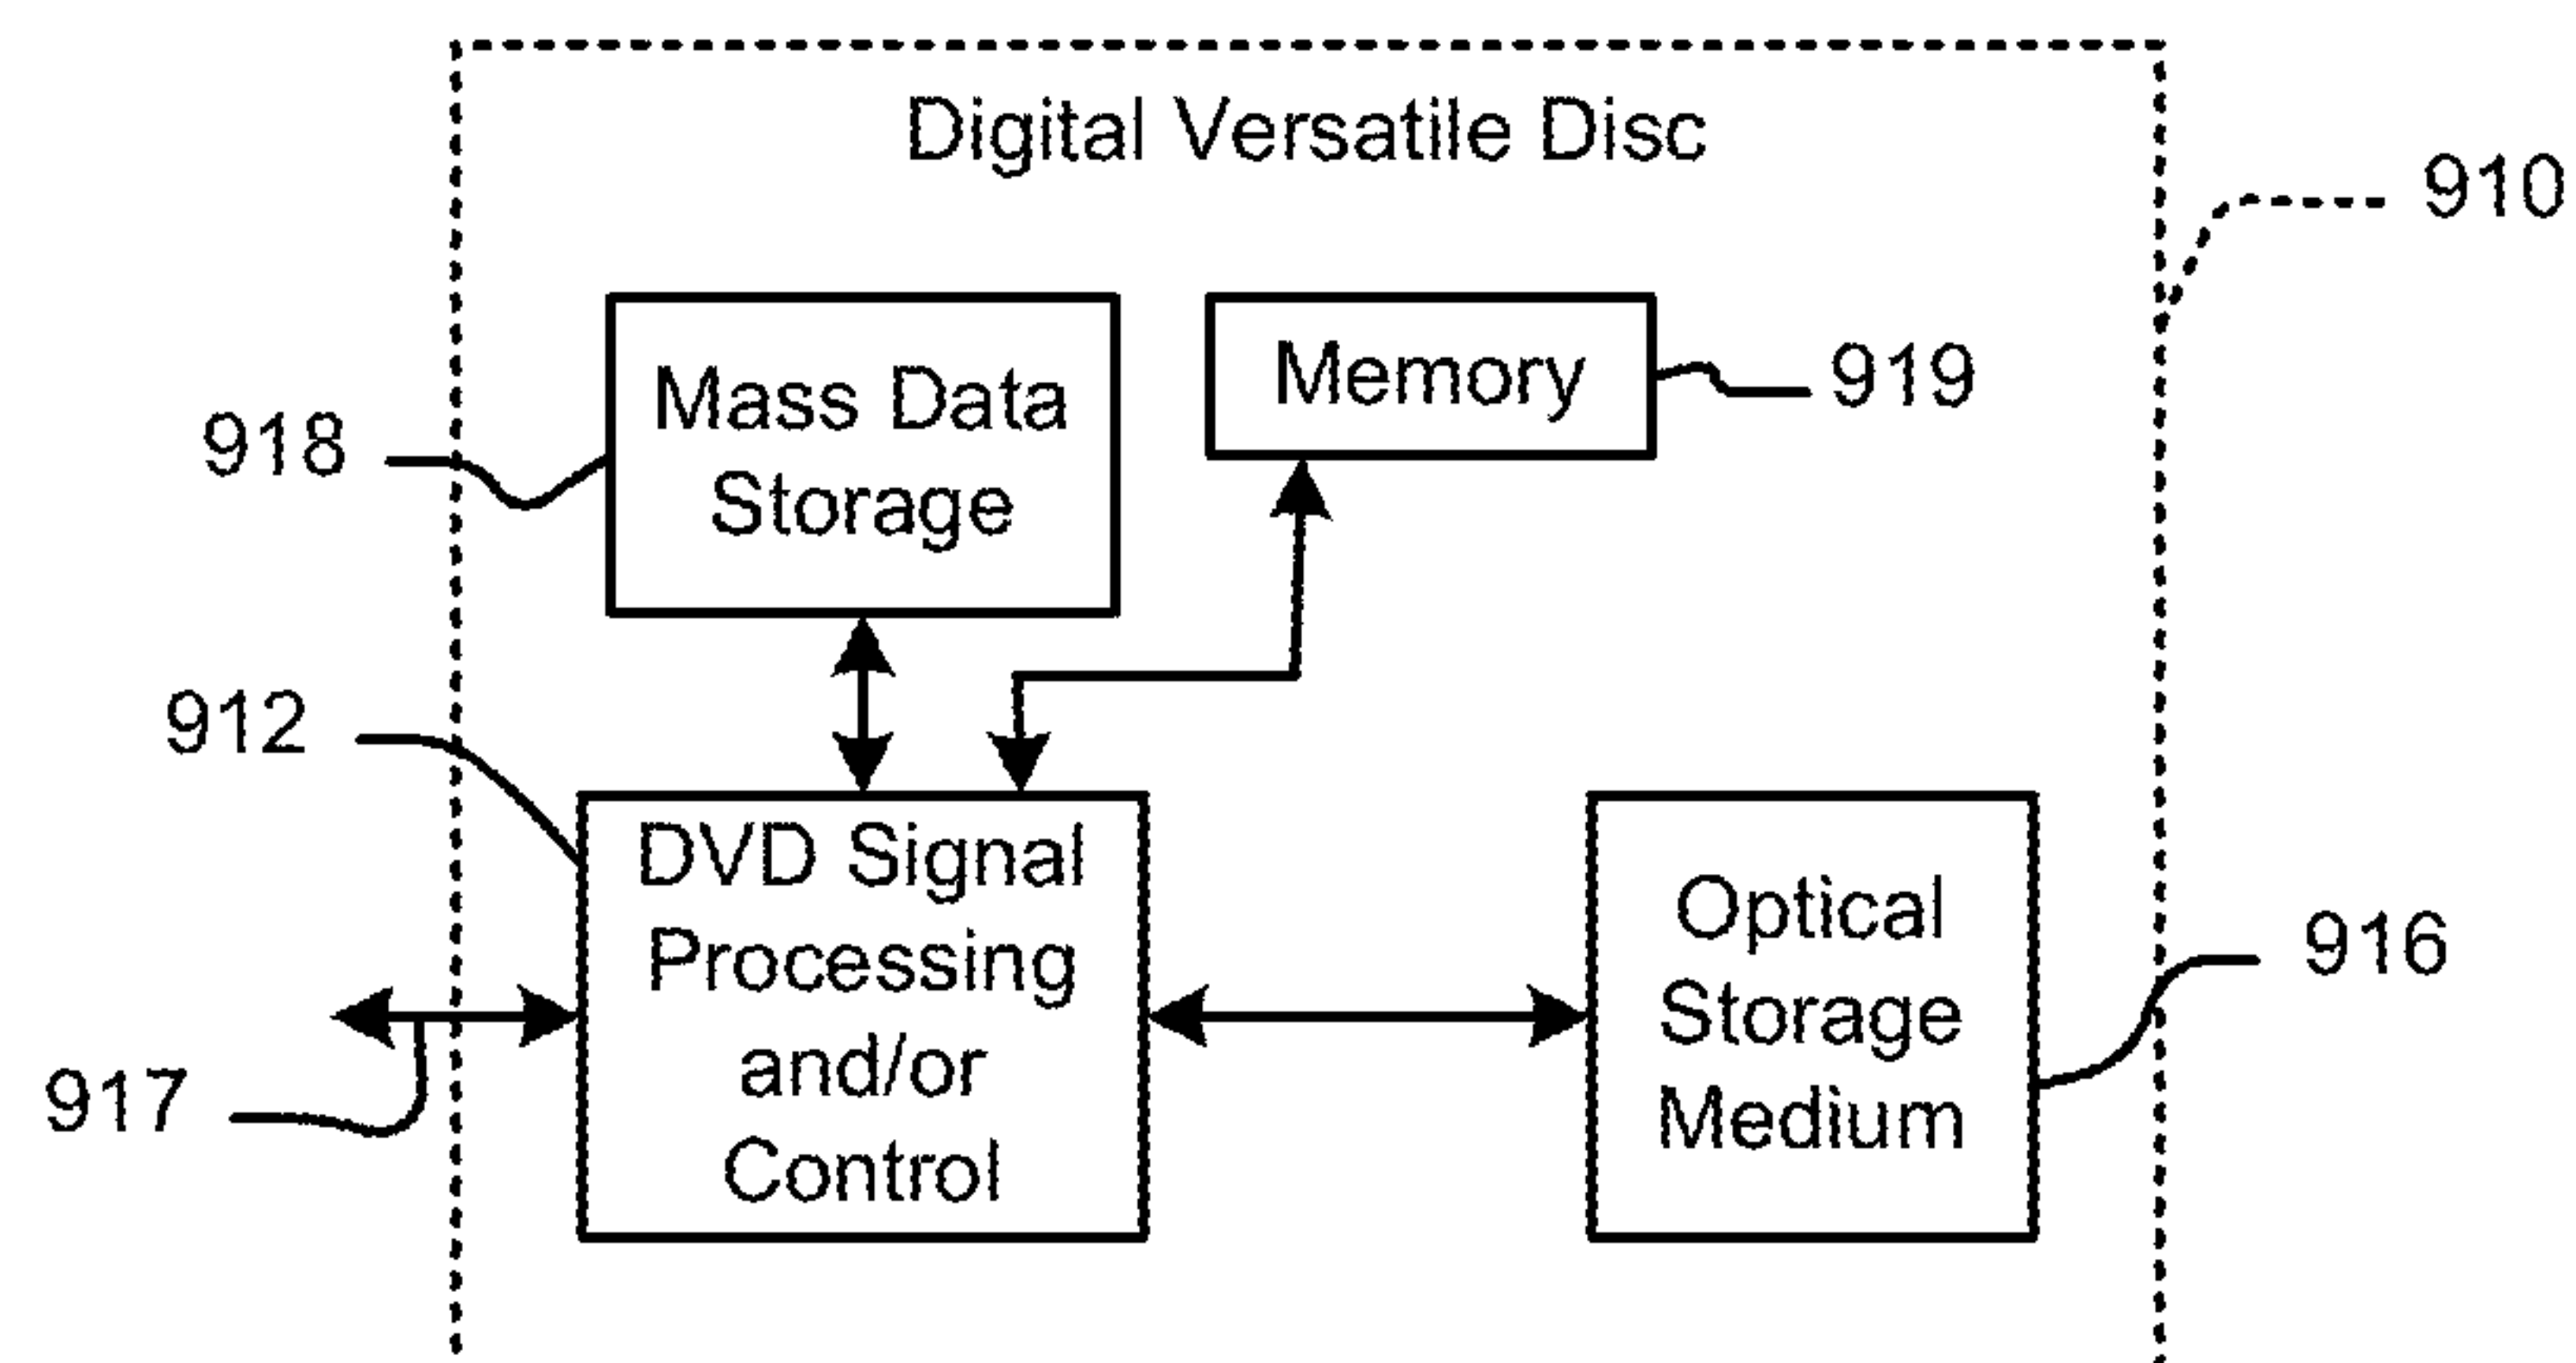 Digital Versatile Disc
910
Mass Data
Storage
918
Memory
919
912
DVD Signal
Processing
and/or
Control
Optical
Storage
Medium
916
917